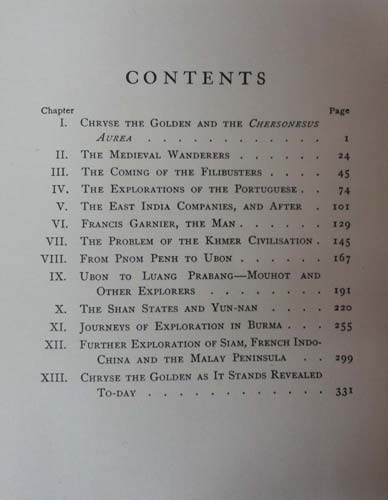 CONTENTS
Chapter Page
I. Chryse the Golden and the Chersonesus
Aurea . . . . . . . . . . . . 1
II. The Medieval Wanderers . . . . . . 24
III. The Coming of the Filibusters . . . . 45
IV. The Explorations of the Portuguese . . 74
V. The East India Companies, and After . 101
VI. Francis Garnier, the Man . . . . . 129
VII. The Problem of the Khmer Civilisation . 145
VIII. From Pnom Penh to Ubon . . . . . . 167
IX. Ubon to Luang Prabang—Mouhot and
Other Explorers . . . . . . . . 191
X. The Shan States and Yun-nan . . . . 220
XI. Journeys of Exploration in Burma . . . 255
XII. Further Exploration of Siam, French Indo-
China and the Malay Peninsula . . 299
XIII. Chryse the Golden as It Stands Revealed
To-day . . . . . . . . . . . . 331